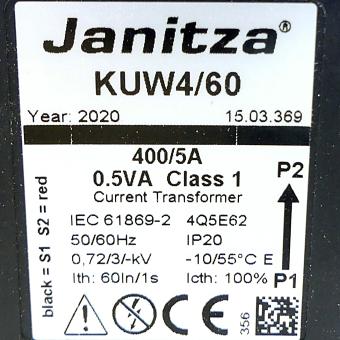 Janitza®
KUW4/60
Year: 2020 15.03.369
400/5A
0.5VA Class 1
Current Transformer
IEC 61869-2 4Q5E62
50/60Hz IP20
0,72/3/-kV -10/55°C E
Ith: 60In/1s Icth: 100%
black = S1 S2 = red
P2
P1
CE
356